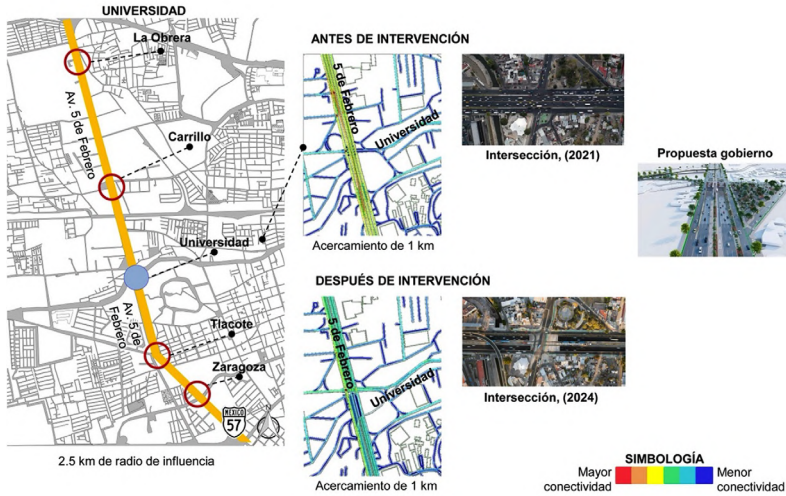 UNIVERSIDAD
La Obrera
Av. 5 de Febrero
Carrillo
Universidad
Av. 5 de
Febrero
Tlacote
Zaragoza
MEXICO
57
N
2.5 km de radio de influencia
ANTES DE INTERVENCIÓN
5 de Febrero
Universidad
Acercamiento de 1 km
Intersección, (2021)
Propuesta gobierno
DESPUÉS DE INTERVENCIÓN
5 de Febrero
Universidad
Acercamiento de 1 km
Intersección, (2024)
SIMBOLOGÍA
Mayor
conectividad
Menor
conectividad